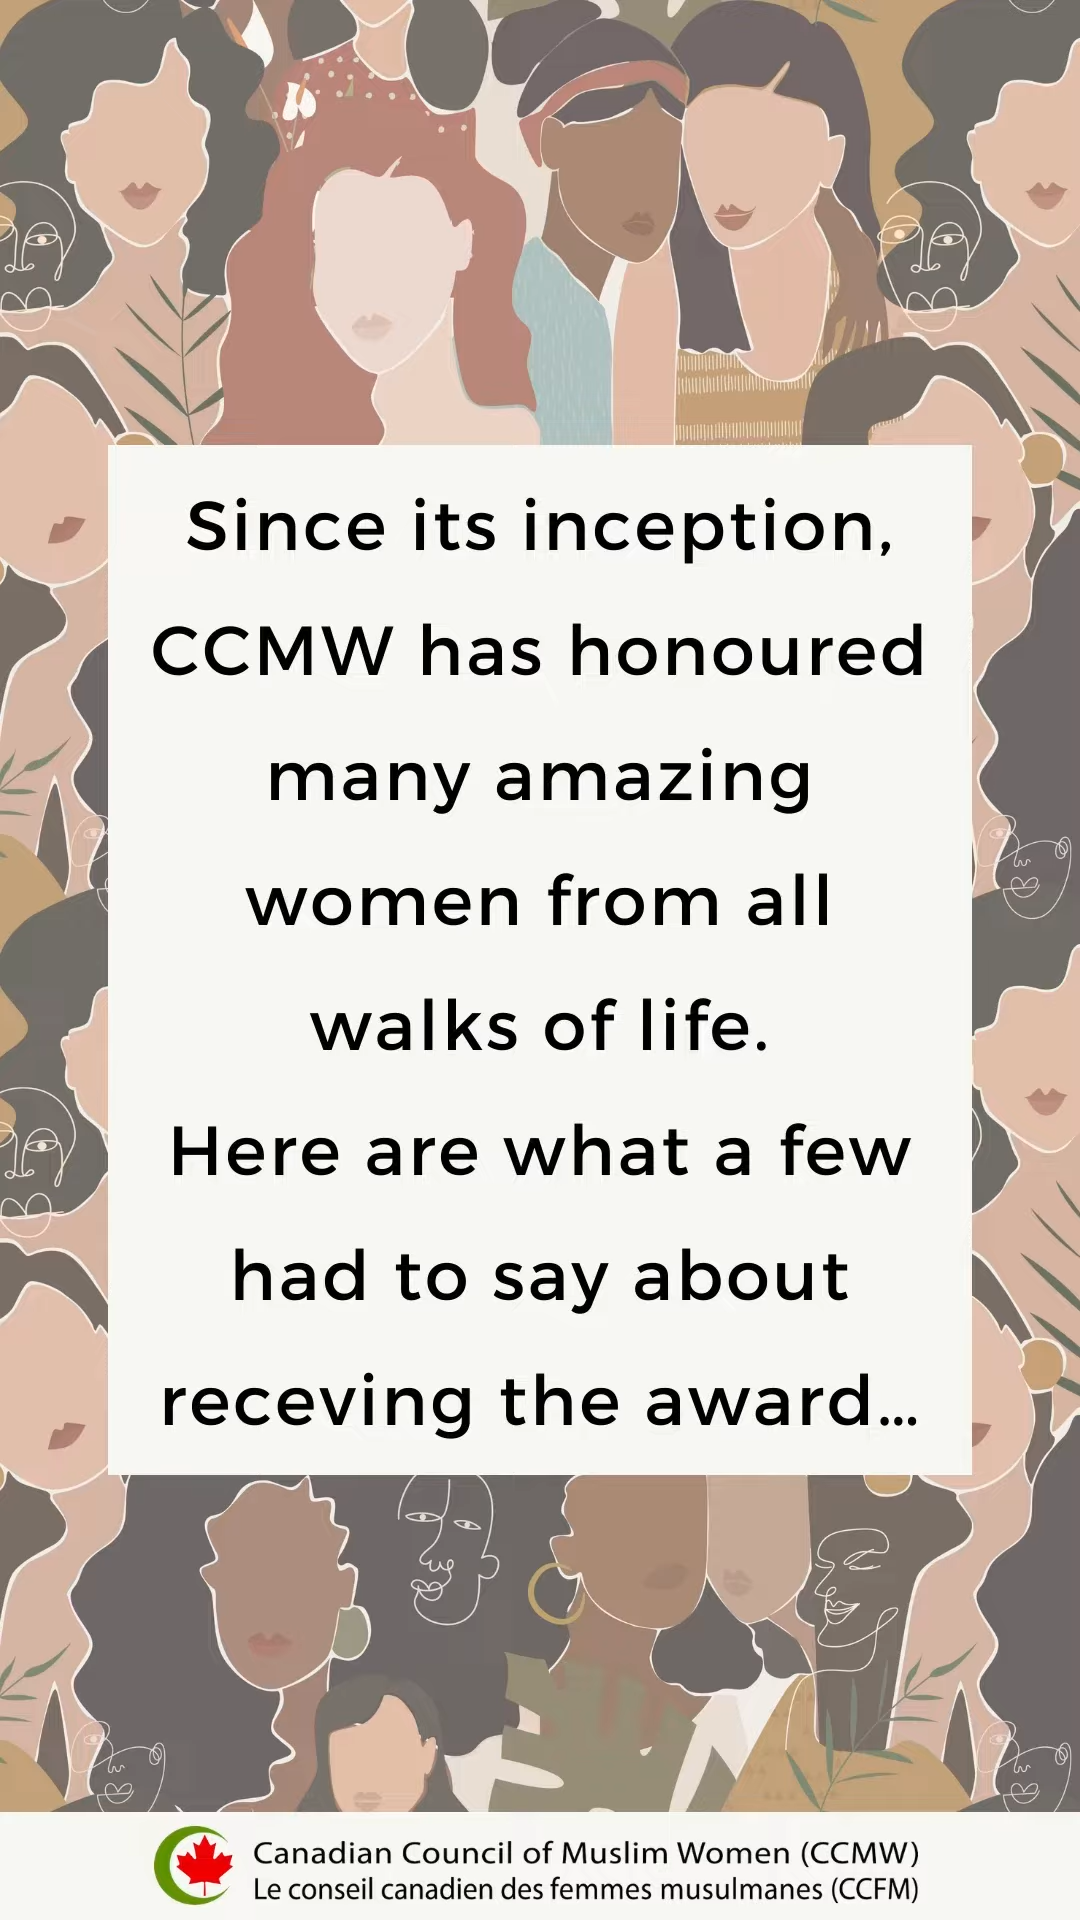 Since its inception,
CCMW has honoured
many amazing
women from all
walks of life.
Here are what a few
had to say about
receving the award...
Canadian Council of Muslim Women (CCMW)
Le conseil canadien des femmes musulmanes (CCFM)